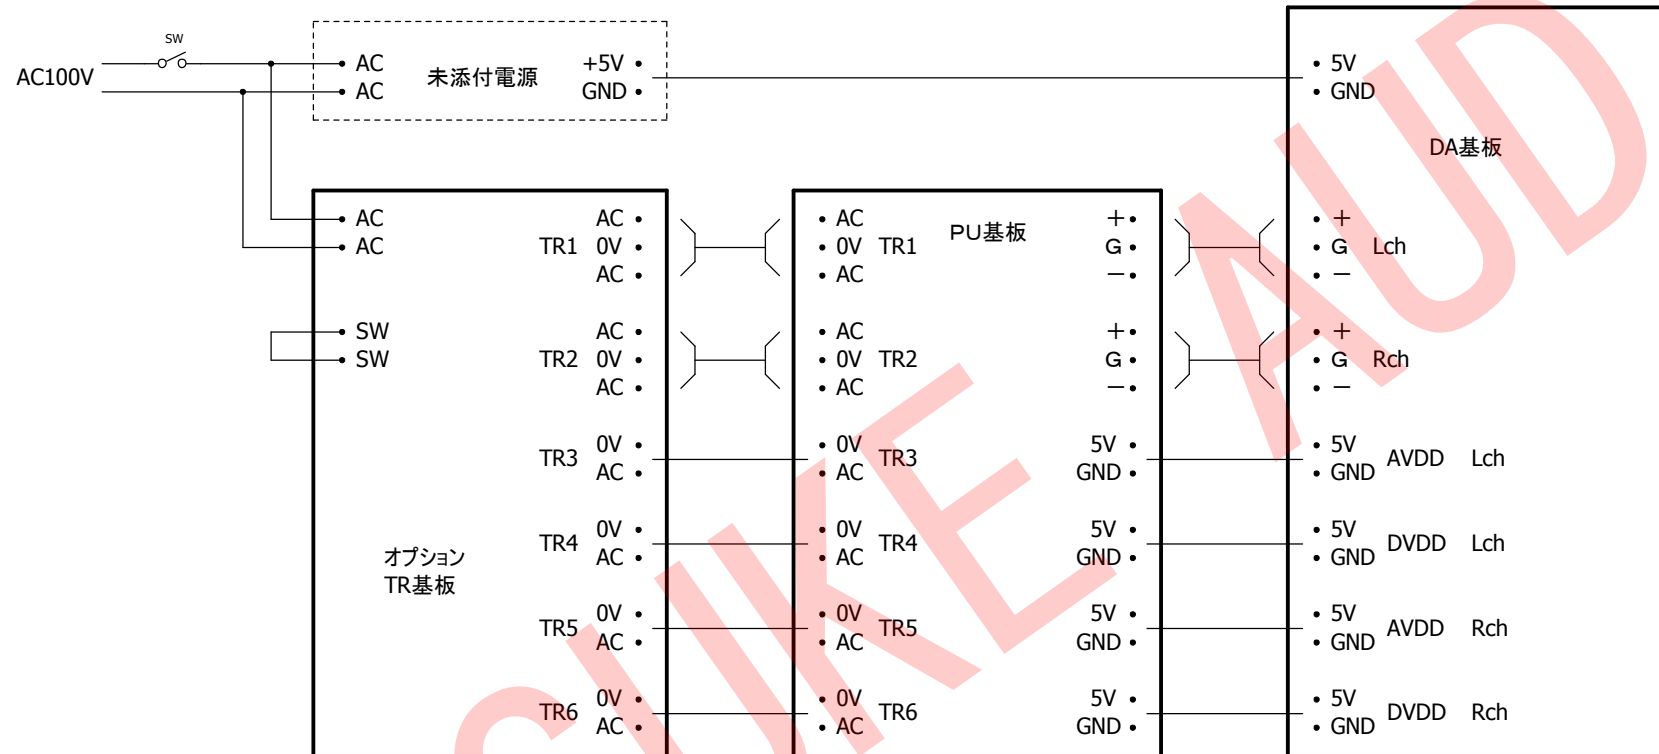 SW
AC100V
AC 未添付電源 +5V
AC GND
5V
GND
DA基板
AC AC
AC TR1 0V
AC
AC PU基板 +
0V TR1 G
AC −
+
G Lch
−
SW AC
SW TR2 0V
AC
AC +
0V TR2 G
AC −
+
G Rch
−
TR3 0V
AC
0V TR3 5V
AC GND
5V AVDD Lch
GND
オプション
TR基板
TR4 0V
AC
0V TR4 5V
AC GND
5V DVDD Lch
GND
TR5 0V
AC
0V TR5 5V
AC GND
5V AVDD Rch
GND
TR6 0V
AC
0V TR6 5V
AC GND
5V DVDD Rch
GND
UKE AUD